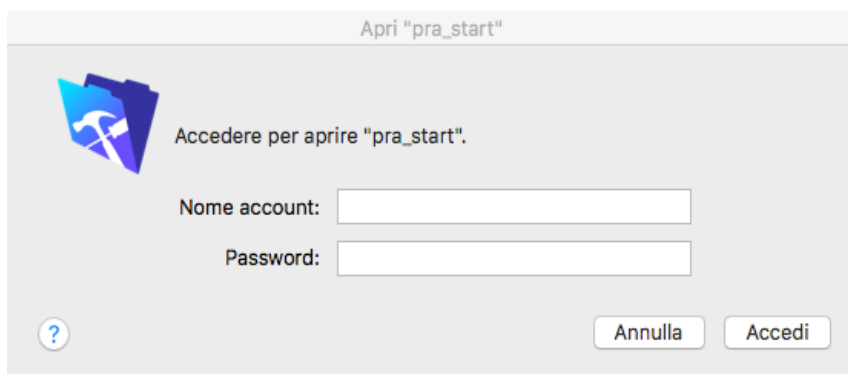 Apri "pra_start"
Accedere per aprire "pra_start".
Nome account:
Password:
?
Annulla
Accedi